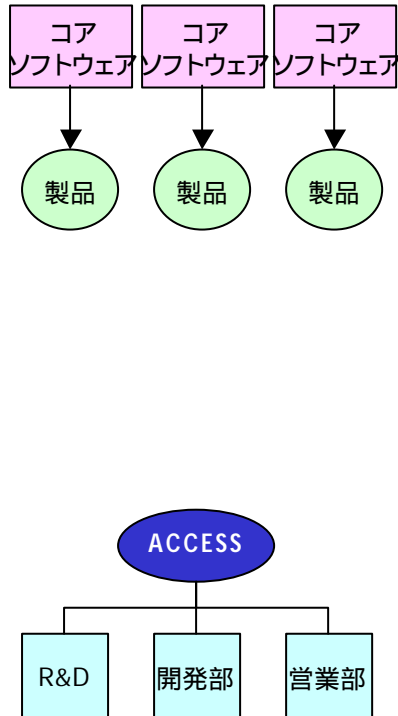 コア
ソフトウェア
コア
ソフトウェア
コア
ソフトウェア
製品
製品
製品
ACCESS
R&D
開発部
営業部